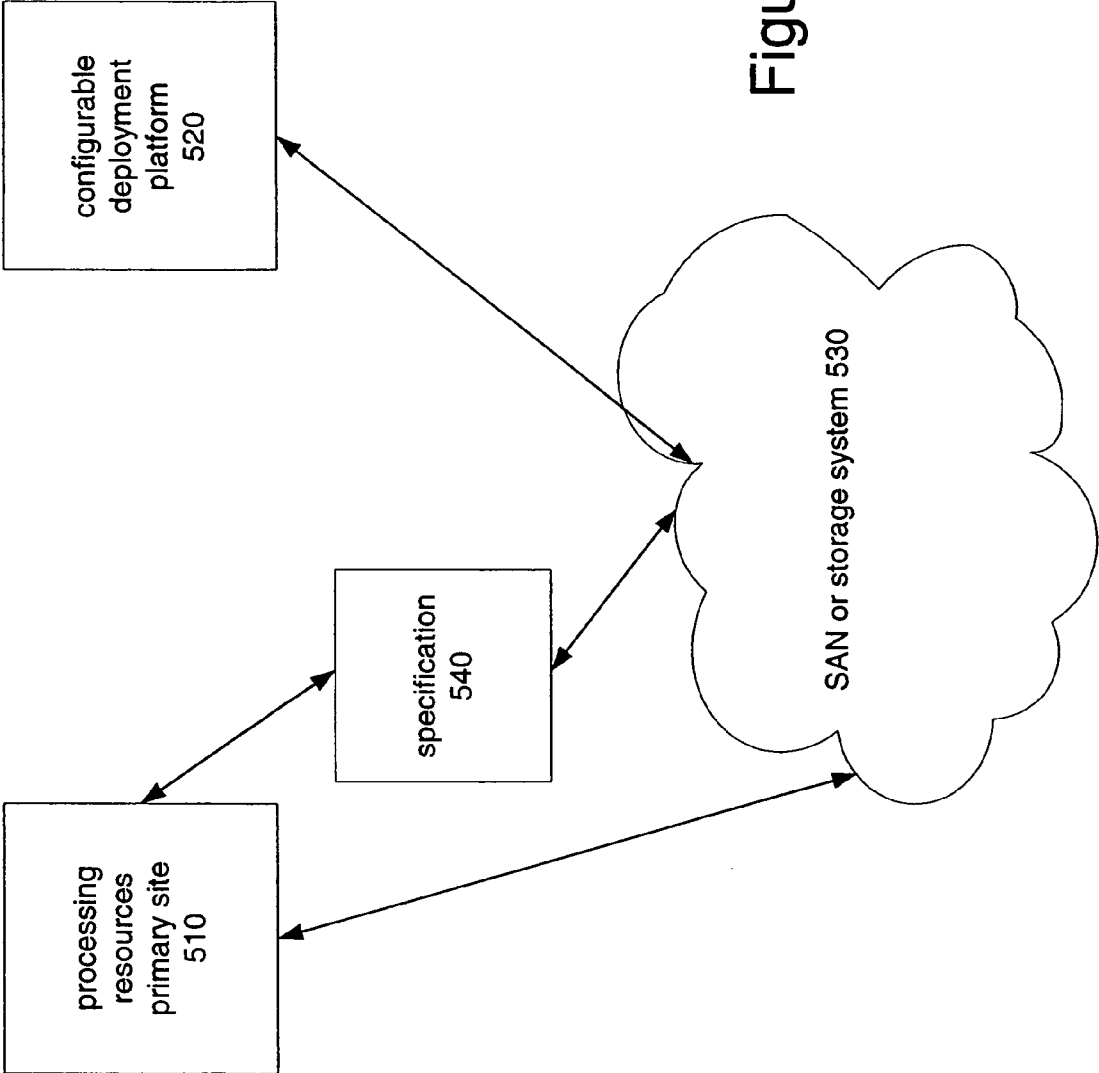 processing
resources
primary site
510
specification
540
configurable
deployment
platform
520
SAN or storage system 530
Figu